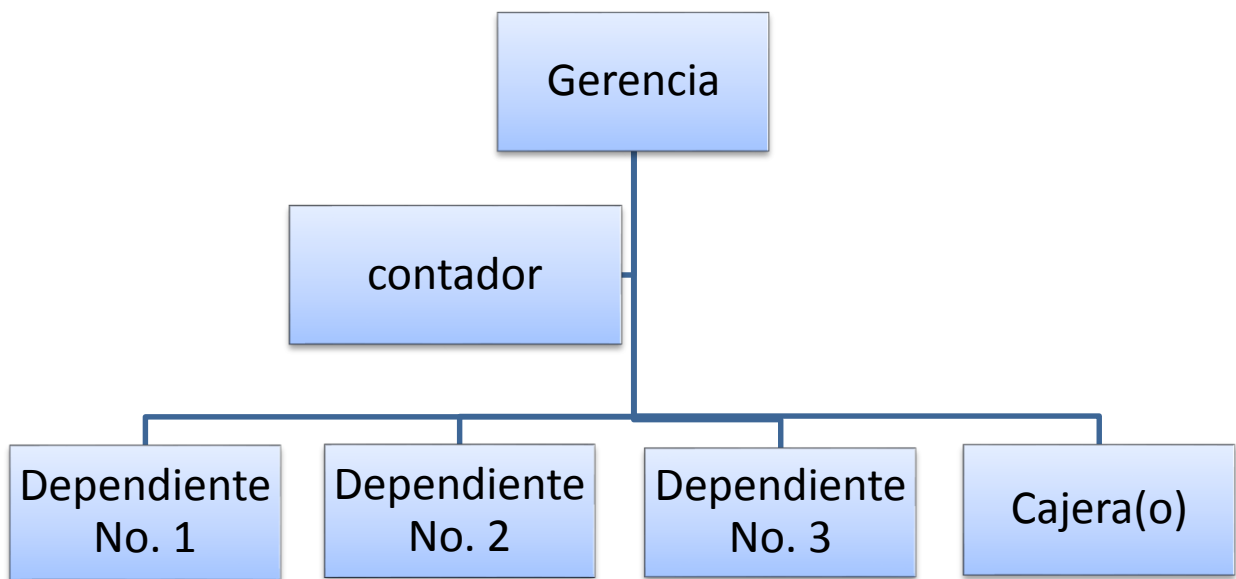 Gerencia
contador
Dependiente
No. 1
Dependiente
No. 2
Dependiente
No. 3
Cajera(o)